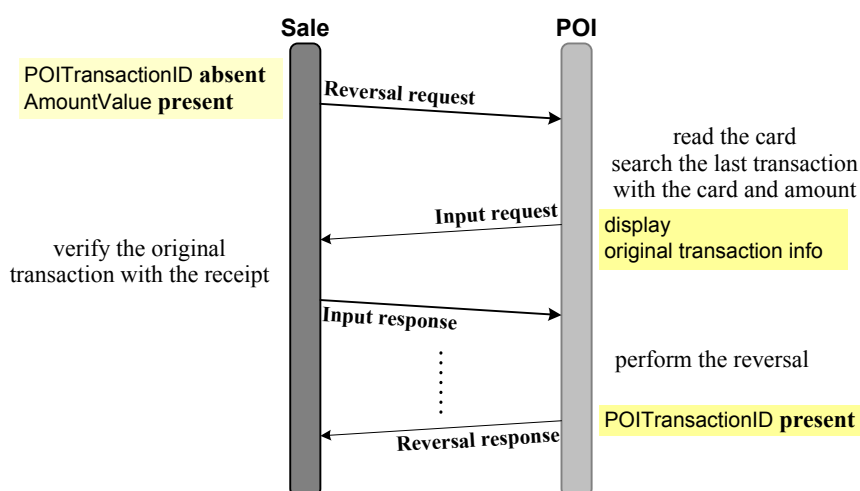 Sale
POI
POITransactionID absent
AmountValue present
Reversal request
read the card
search the last transaction
with the card and amount
Input request
display
original transaction info
verify the original
transaction with the receipt
Input response
perform the reversal
POITransactionID present
Reversal response